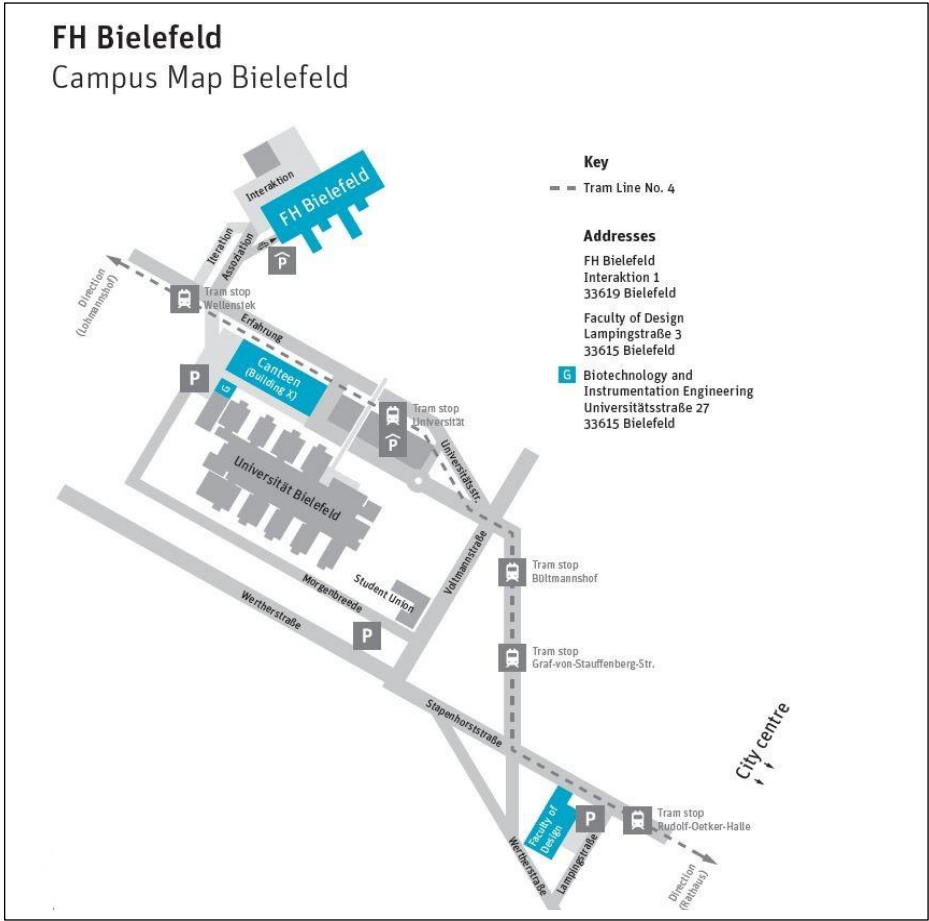 FH Bielefeld
Campus Map Bielefeld
Interaktion
FH Bielefeld
Iteration
Assoziation
P
Direction
(Lohmannshof)
Tram stop
Wellensiek
Erfahrung
P
Canteen
(Building X)
G
Tram stop
Universität
P
Universitätsstr.
Universität Bielefeld
Voltmannstraße
Tram stop
Bültmannshof
Morgenbreede
Student Union
Wertherstraße
P
Tram stop
Graf-von-Stauffenberg-Str.
Stapenhorststraße
City centre
Faculty of
Design
P
Tram stop
Rudolf-Oetker-Halle
Wertherstraße
Lampingstraße
Direction
(Rathaus)
Key
Tram Line No. 4
Addresses
FH Bielefeld
Interaktion 1
33619 Bielefeld
Faculty of Design
Lampingstraße 3
33615 Bielefeld
G Biotechnology and
Instrumentation Engineering
Universitätsstraße 27
33615 Bielefeld